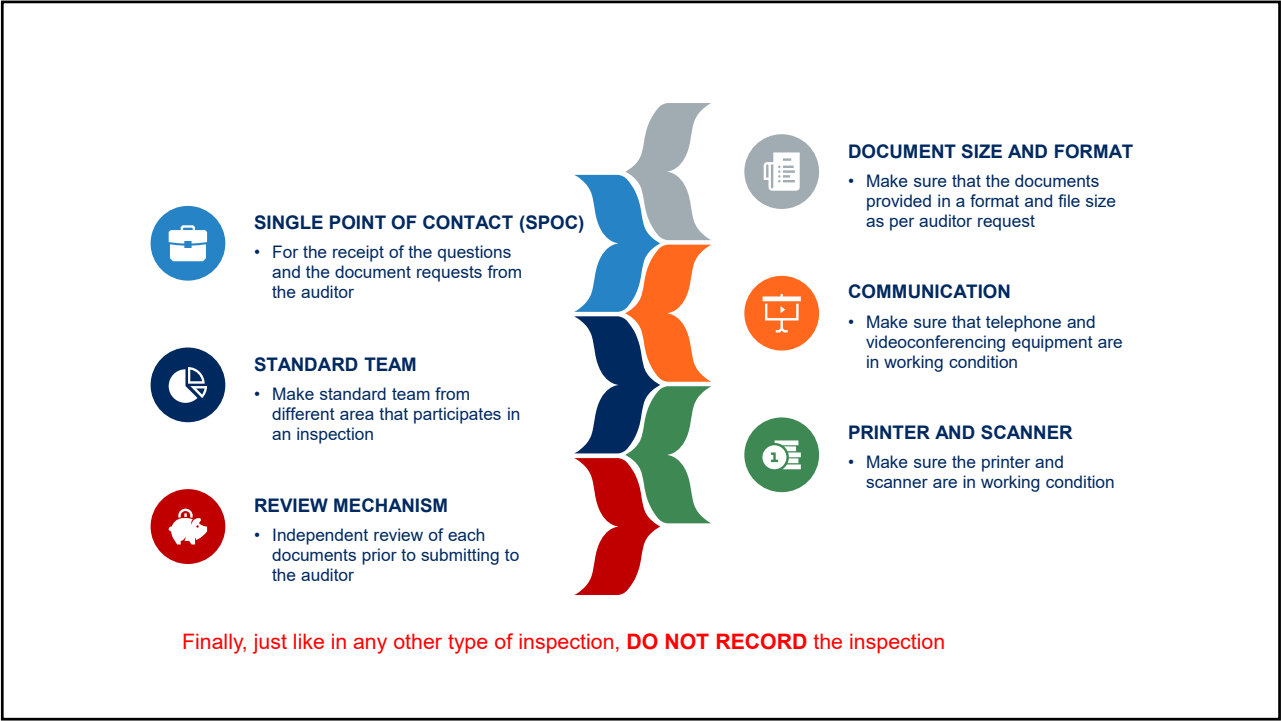 SINGLE POINT OF CONTACT (SPOC)
• For the receipt of the questions
and the document requests from
the auditor
STANDARD TEAM
• Make standard team from
different area that participates in
an inspection
REVIEW MECHANISM
• Independent review of each
documents prior to submitting to
the auditor
DOCUMENT SIZE AND FORMAT
• Make sure that the documents
provided in a format and file size
as per auditor request
COMMUNICATION
• Make sure that telephone and
videoconferencing equipment are
in working condition
PRINTER AND SCANNER
• Make sure the printer and
scanner are in working condition
1
Finally, just like in any other type of inspection, DO NOT RECORD the inspection